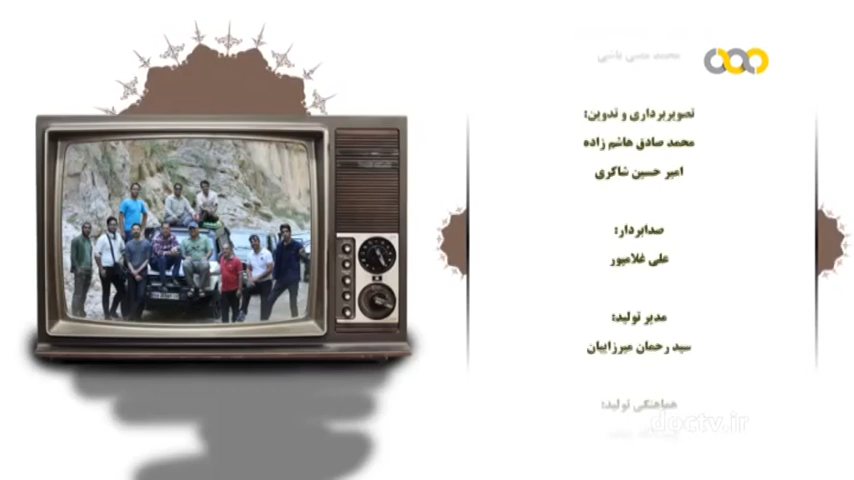 تصویربرداری و تدوین:
محمد صادق هاشم زاده
امیر حسین شاکری
صدابردار:
علی غلامپور
مدیر تولید:
سید رحمان میرزاییان
هماهنگی تولید:
doctv.ir